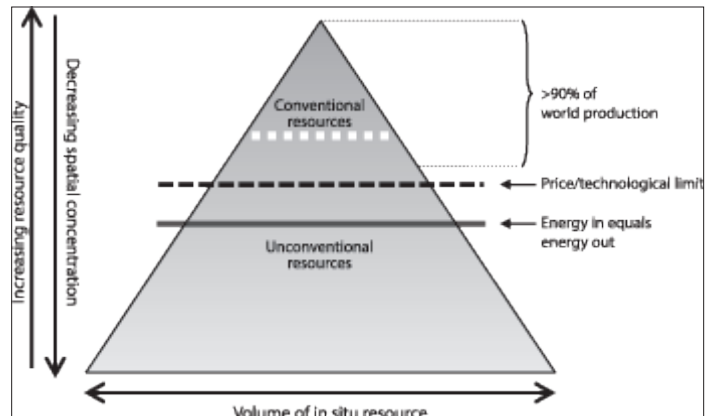 Increasing resource quality
Decreasing spatial concentration
Conventional
resources
>90% of
world production
Price/technological limit
Energy in equals
energy out
Unconventional
resources
Volume of in situ resource